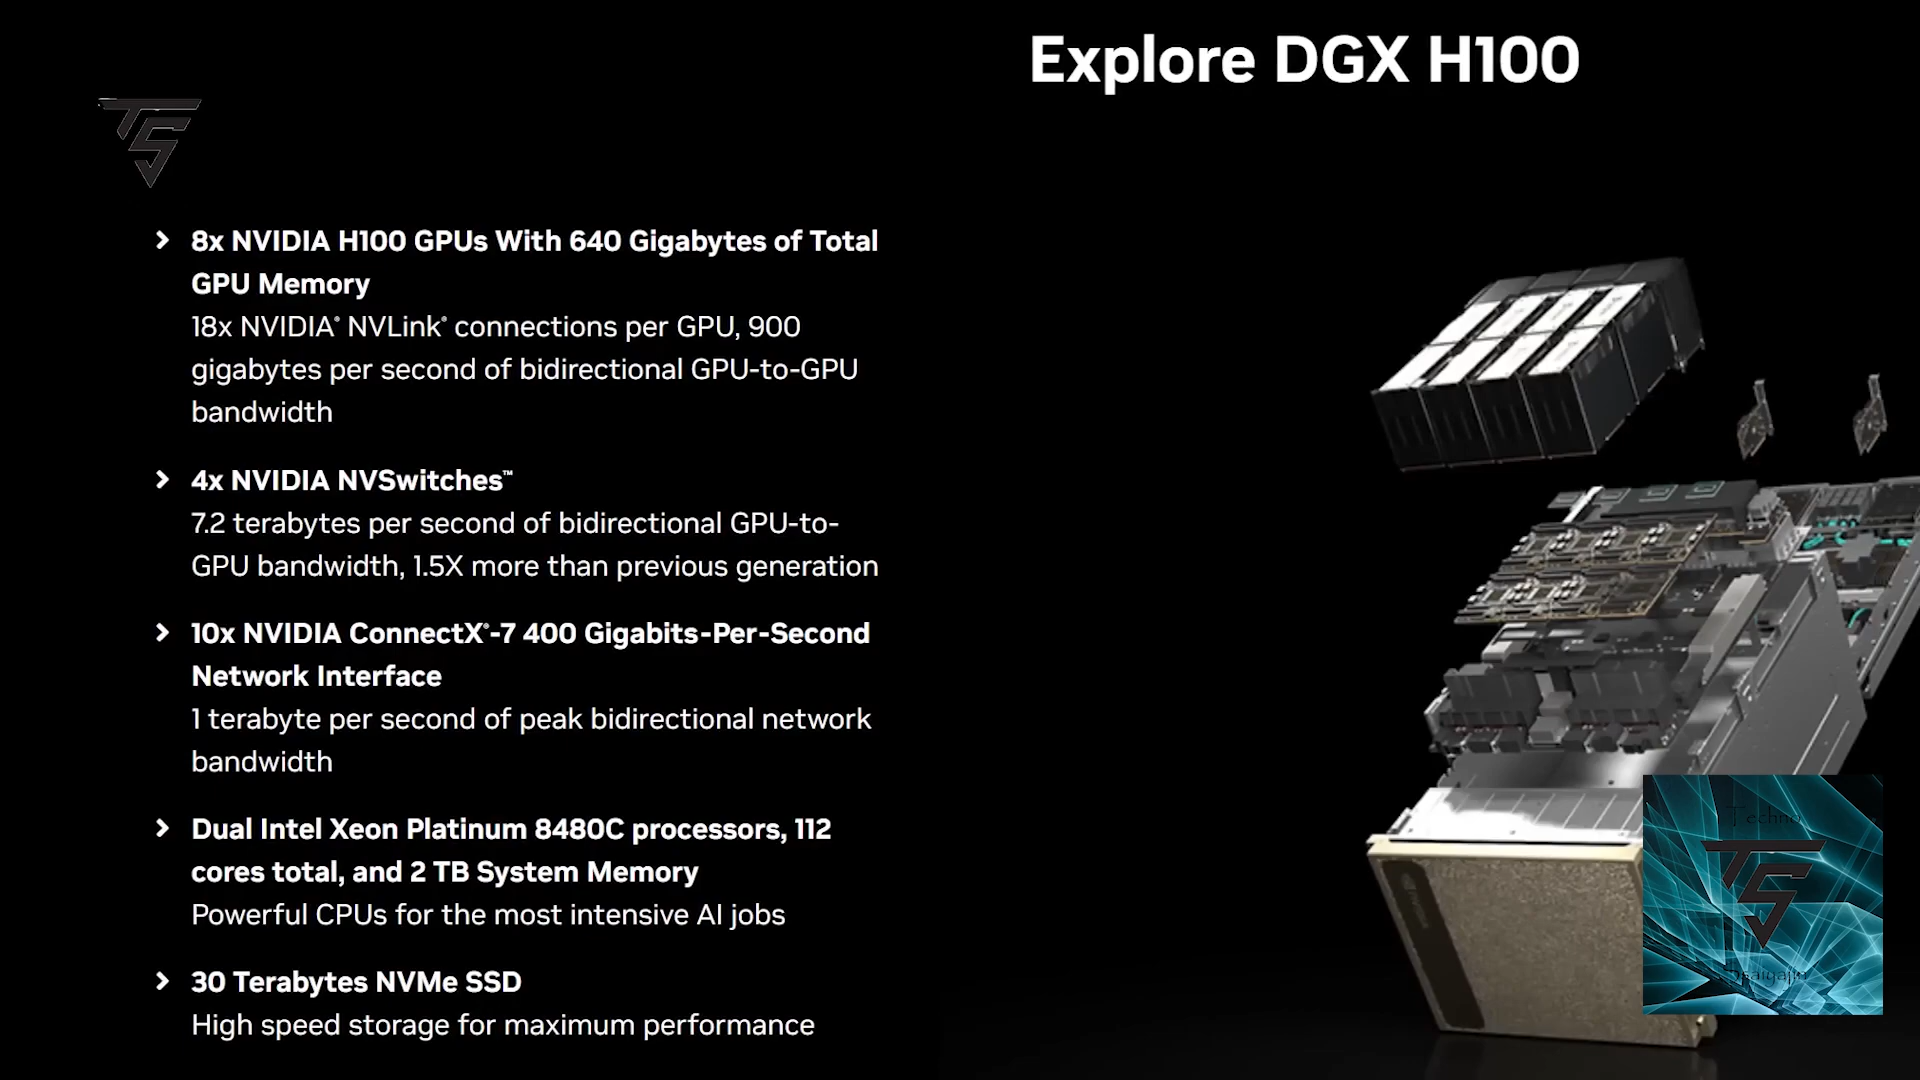 Explore DGX H100
TS
8x NVIDIA H100 GPUs With 640 Gigabytes of Total
GPU Memory
18x NVIDIA® NVLink® connections per GPU, 900
gigabytes per second of bidirectional GPU-to-GPU
bandwidth
4x NVIDIA NVSwitches™
7.2 terabytes per second of bidirectional GPU-to-
GPU bandwidth, 1.5X more than previous generation
10x NVIDIA ConnectX®-7 400 Gigabits-Per-Second
Network Interface
1 terabyte per second of peak bidirectional network
bandwidth
Dual Intel Xeon Platinum 8480C processors, 112
cores total, and 2 TB System Memory
Powerful CPUs for the most intensive AI jobs
30 Terabytes NVMe SSD
High speed storage for maximum performance
Techno
TS